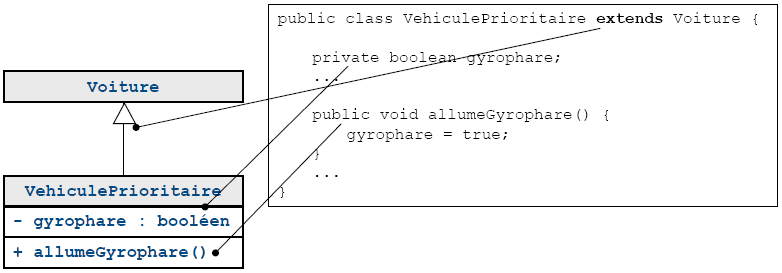 public class VehiculePrioritaire extends Voiture {
private boolean gyrophare;
...
public void allumeGyrophare() {
gyrophare = true;
}
...
}
Voiture
VehiculePrioritaire
- gyrophare : booléen
+ allumeGyrophare()